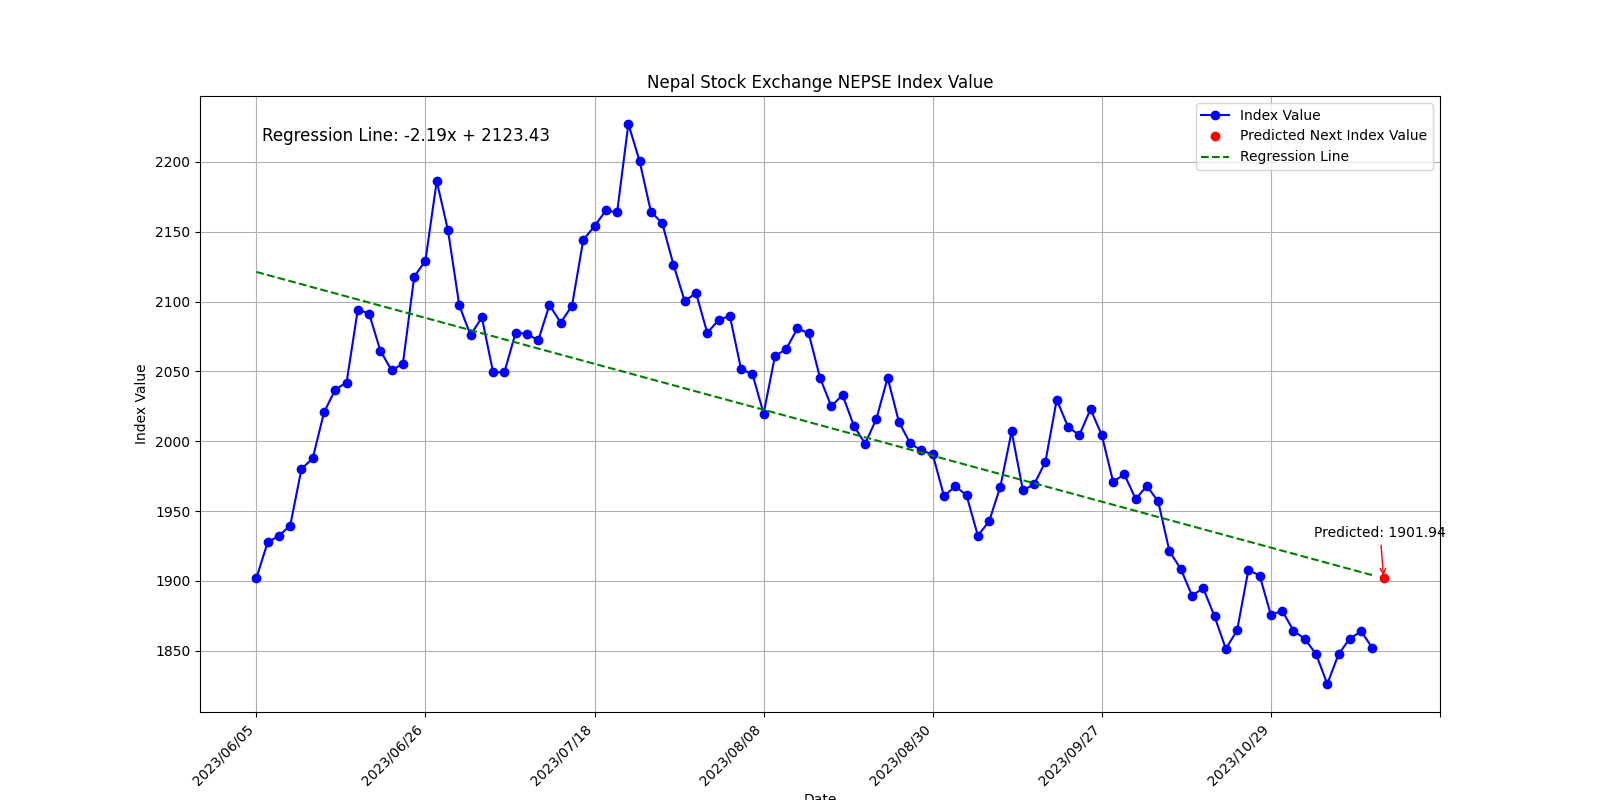 Nepal Stock Exchange NEPSE Index Value
Regression Line: -2.19x + 2123.43
Index Value
Predicted Next Index Value
Regression Line
2200
2150
2100
2050
2000
1950
1900
1850
Index Value
Predicted: 1901.94
2023/06/05
2023/06/26
2023/07/18
2023/08/08
2023/08/30
2023/09/27
2023/10/29
Date